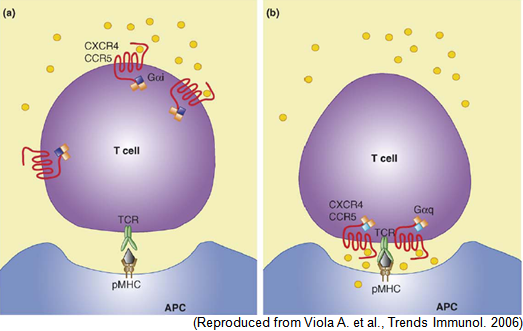 (a)
CXCR4
CCR5
Gαi
T cell
TCR
pMHC
APC
(b)
T cell
CXCR4
CCR5
TCR
Gαq
pMHC
APC
(Reproduced from Viola A. et al., Trends Immunol. 2006)